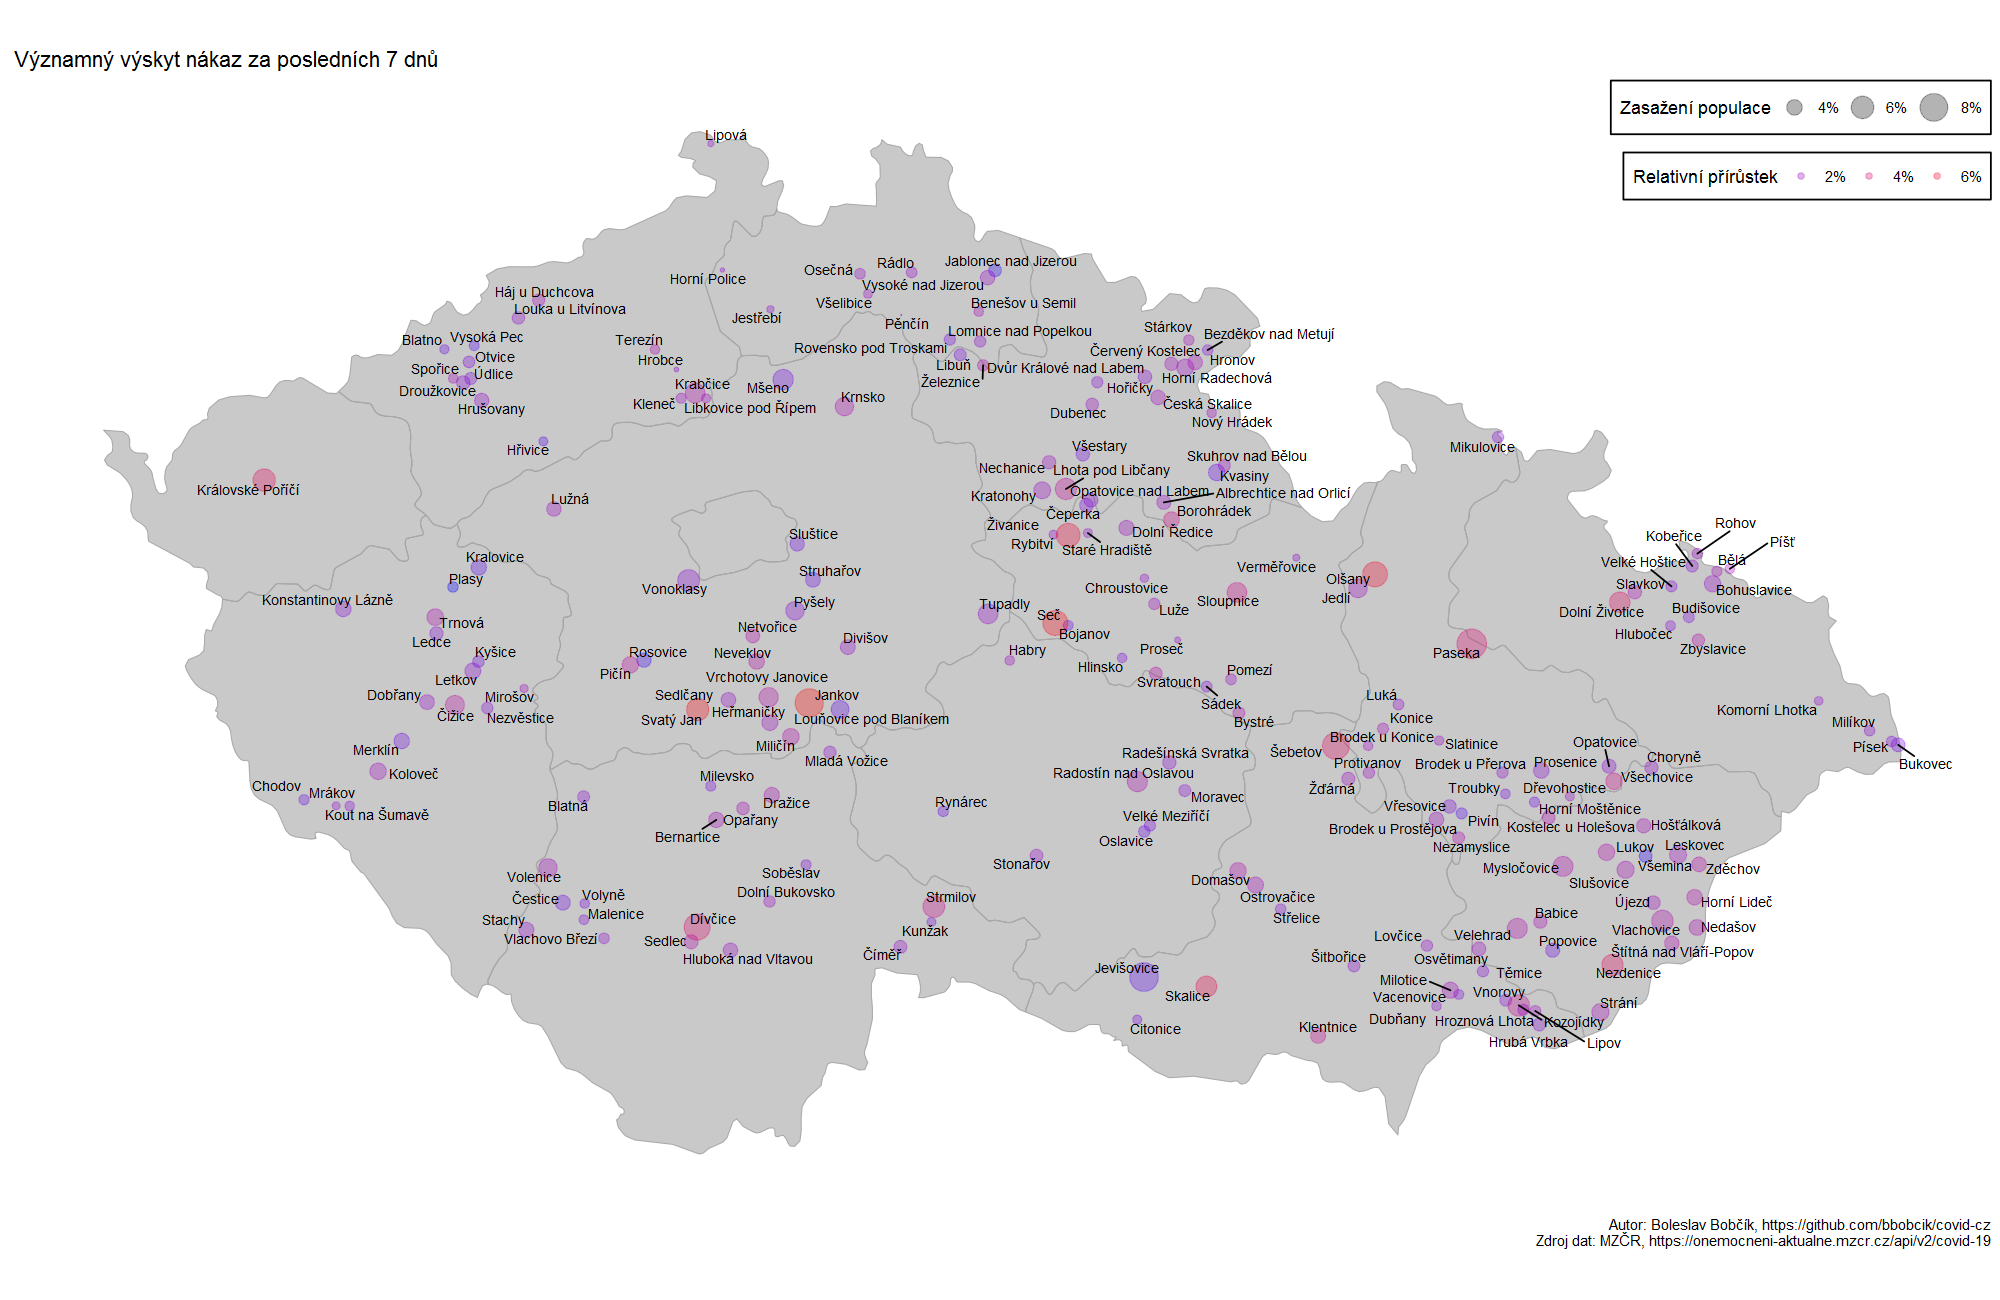 Významný výskyt nákaz za posledních 7 dnů
Zasažení populace 4% 6% 8%
Relativní přírůstek 2% 4% 6%
Lipová
Horní Police
Osečná
Rádlo
Jablonec nad Jizerou
Vysoké nad Jizerou
Všelibice
Benešov u Semil
Jestřebí
Pěnčín
Lomnice nad Popelkou
Rovensko pod Troskami
Libuň
Železnice
Dvůr Králové nad Labem
Stárkov
Bezděkov nad Metují
Červený Kostelec
Hronov
Horní Radechová
Hořičky
Česká Skalice
Dubenec
Nový Hrádek
Háj u Duchcova
Louka u Litvínova
Blatno
Vysoká Pec
Otvice
Spořice
Údlice
Droužkovice
Hrušovany
Terezín
Hrobce
Krabčice
Kleneč
Libkovice pod Řípem
Mšeno
Krnsko
Hřivice
Královské Poříčí
Lužná
Všestary
Nechanice
Lhota pod Libčany
Skuhrov nad Bělou
Kvasiny
Kratonohy
Opatovice nad Labem
Albrechtice nad Orlicí
Čeperka
Borohrádek
Živanice
Rybitví
Staré Hradiště
Dolní Ředice
Mikulovice
Sluštice
Kralovice
Plasy
Struhařov
Vonoklasy
Pyšely
Konstantinovy Lázně
Trnová
Ledce
Netvořice
Divišov
Tupadly
Chroustovice
Luže
Verměřovice
Sloupnice
Olšany
Jedlí
Seč
Bojanov
Proseč
Habry
Hlinsko
Svratouch
Pomezí
Sádek
Bystré
Kobeřice
Rohov
Píšť
Velké Hoštice
Bělá
Slavkov
Bohuslavice
Dolní Životice
Budišovice
Hlubočec
Zbyslavice
Paseka
Kyšice
Letkov
Rosovice
Pičín
Neveklov
Vrchotovy Janovice
Dobřany
Mirošov
Čížice
Nezvěstice
Sedlčany
Svatý Jan
Heřmaničky
Jankov
Louňovice pod Blaníkem
Miličín
Mladá Vožice
Merklín
Koloveč
Chodov
Mrákov
Kout na Šumavě
Milevsko
Blatná
Dražice
Opařany
Bernartice
Rynárec
Radešínská Svratka
Radostín nad Oslavou
Moravec
Velké Meziříčí
Oslavice
Stonařov
Luká
Konice
Brodek u Konice
Šebetov
Protivanov
Žďárná
Slatinice
Brodek u Přerova
Opatovice
Prosenice
Choryně
Všechovice
Komorní Lhotka
Milíkov
Písek
Bukovec
Troubky
Dřevohostice
Vřesovice
Pivín
Horní Moštěnice
Brodek u Prostějova
Kostelec u Holešova
Hošťálková
Nezamyslice
Lukov
Leskovec
Všemina
Zděchov
Mysločovice
Slušovice
Volenice
Soběslav
Čestice
Volyně
Dolní Bukovsko
Malenice
Stachy
Vlachovo Březí
Dívčice
Sedlec
Hluboká nad Vltavou
Strmilov
Kunžak
Číměř
Domašov
Ostrovačice
Střelice
Újezd
Horní Lideč
Babice
Vlachovice
Nedašov
Lovčice
Velehrad
Popovice
Štítná nad Vláří-Popov
Šitbořice
Osvětimany
Nezdenice
Jevišovice
Skalice
Milotice
Těmice
Vacenovice
Vnorovy
Strání
Dubňany
Hroznová Lhota
Kozojídky
Citonice
Klentnice
Hrubá Vrbka
Lipov
Autor: Boleslav Bobčík, https://github.com/bbobcik/covid-cz
Zdroj dat: MZČR, https://onemocneni-aktualne.mzcr.cz/api/v2/covid-19